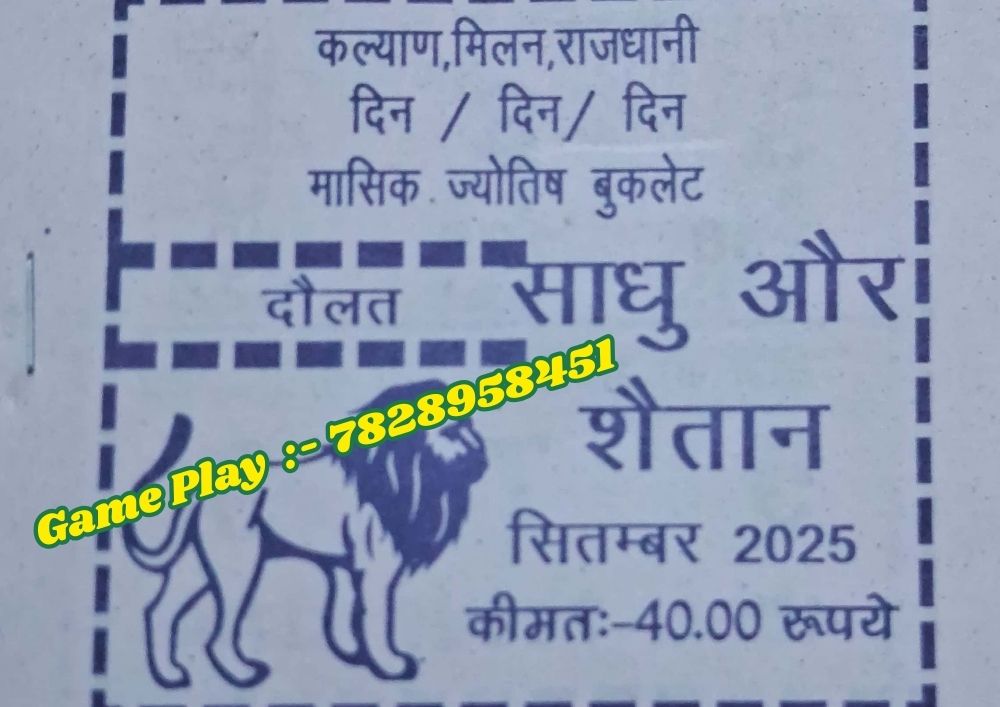 कल्याण,मिलन,राजधानी
दिन / दिन/ दिन
मासिक . ज्योतिष बुकलेट
दौलत
साधु और
शैतान
Game Play :- 7828958451
सितम्बर 2025
कीमतः–40.00 रूपये